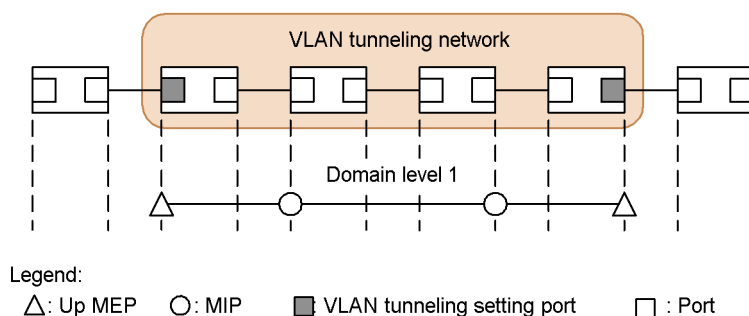 VLAN tunneling network
Domain level 1
Legend:
: Up MEP : MIP : VLAN tunneling setting port : Port